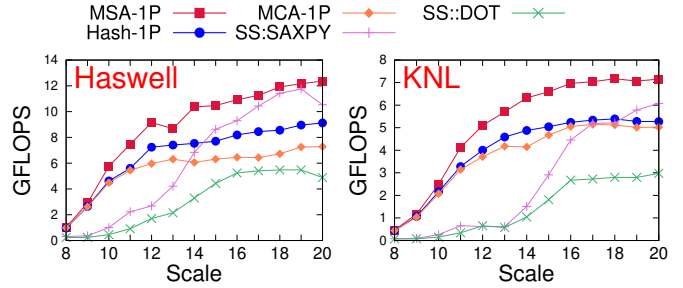 MSA-1P MCA-1P SS::DOT
Hash-1P SS:SAXPY
Haswell
14
12
10
8
6
4
2
0
GFLOPS
8 10 12 14 16 18 20
Scale
KNL
8
7
6
5
4
3
2
1
0
GFLOPS
8 10 12 14 16 18 20
Scale